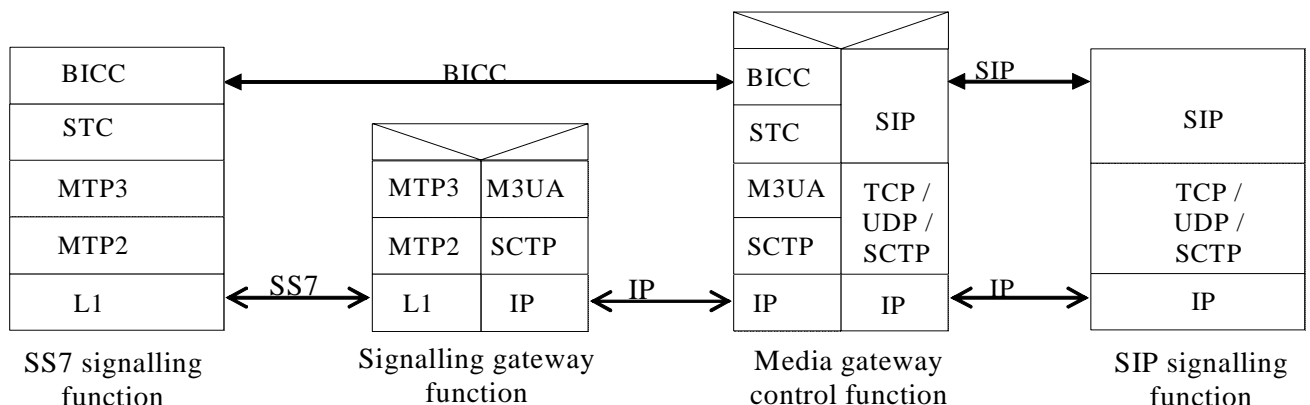 BICC
STC
MTP3
MTP2
L1
SS7 signalling
function
BICC
SS7
MTP3 M3UA
MTP2 SCTP
L1 IP
Signalling gateway
function
IP
BICC
STC
M3UA
SCTP
IP
SIP
TCP /
UDP /
SCTP
IP
Media gateway
control function
SIP
IP
SIP
TCP /
UDP /
SCTP
IP
SIP signalling
function